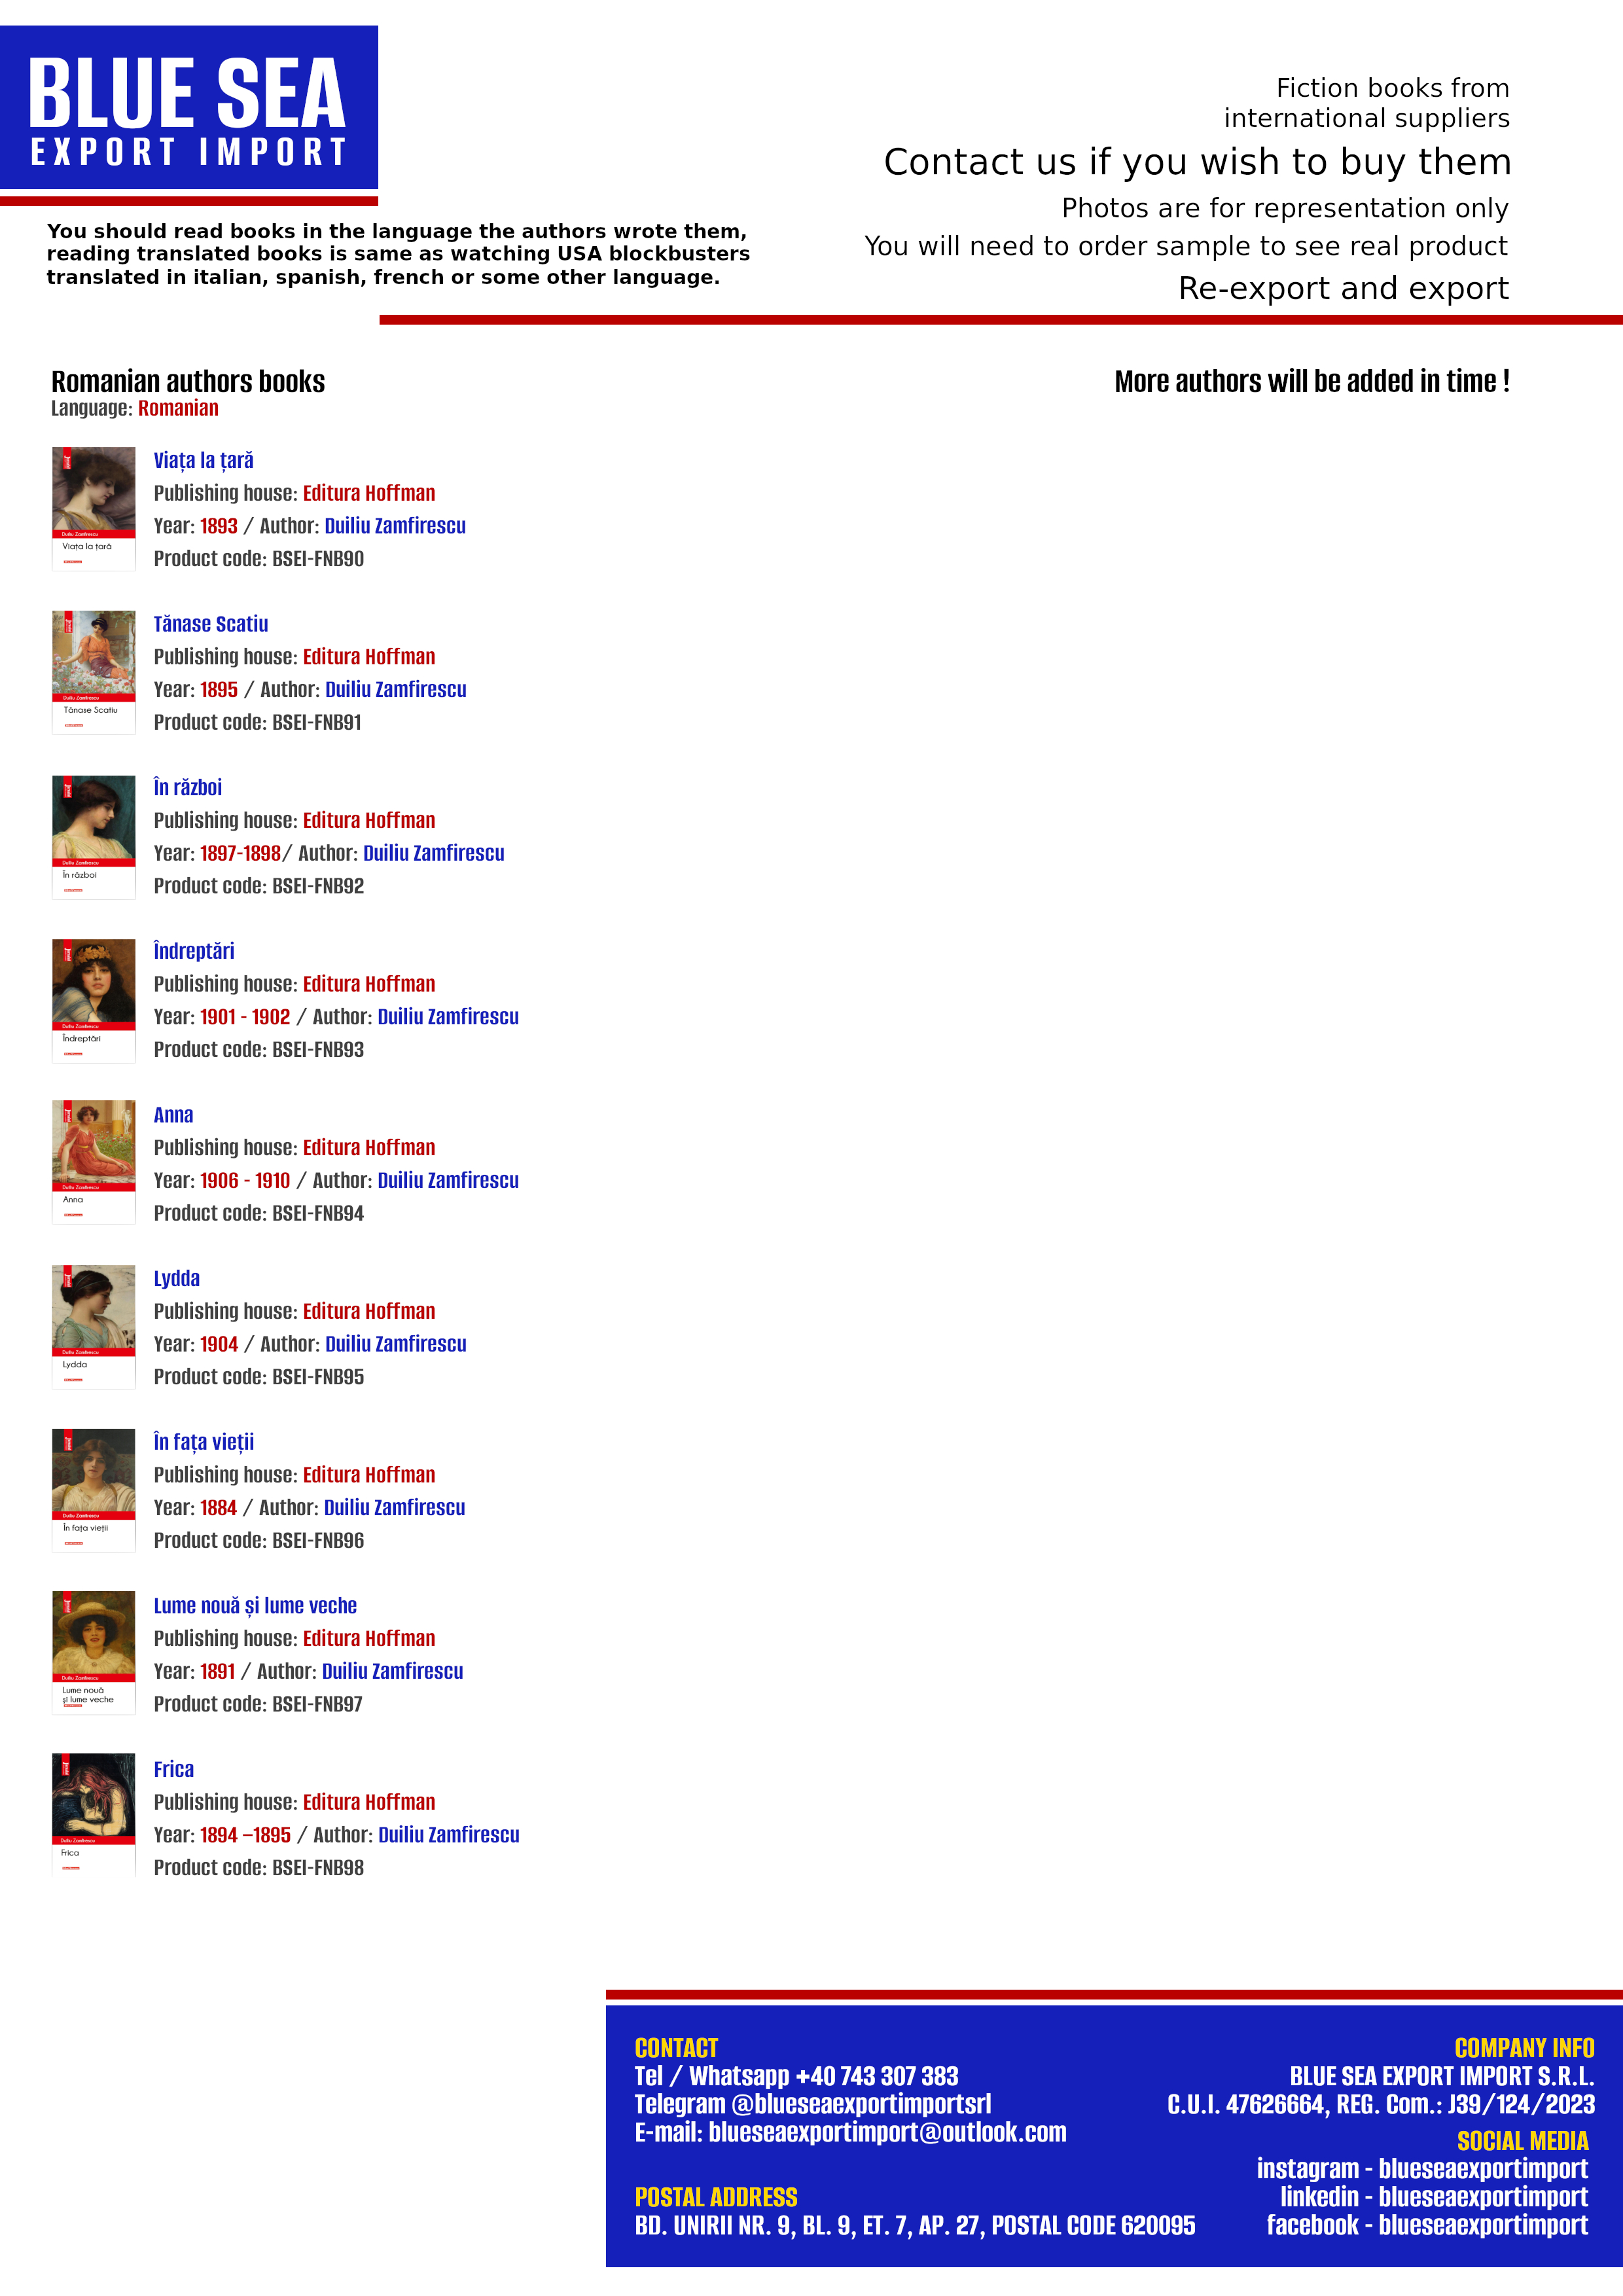 BLUE SEA
EXPORT IMPORT
Fiction books from
international suppliers
Contact us if you wish to buy them
Photos are for representation only
You will need to order sample to see real product
Re-export and export
You should read books in the language the authors wrote them,
reading translated books is same as watching USA blockbusters
translated in italian, spanish, french or some other language.
Romanian authors books
Language: Romanian
More authors will be added in time !
Duiliu Zamfirescu
Viața la țară
Viața la țară
Publishing house: Editura Hoffman
Year: 1893 / Author: Duiliu Zamfirescu
Product code: BSEI-FNB90
Duiliu Zamfirescu
Tănase Scatiu
Tănase Scatiu
Publishing house: Editura Hoffman
Year: 1895 / Author: Duiliu Zamfirescu
Product code: BSEI-FNB91
Duiliu Zamfirescu
În război
În război
Publishing house: Editura Hoffman
Year: 1897-1898/ Author: Duiliu Zamfirescu
Product code: BSEI-FNB92
Duiliu Zamfirescu
Îndreptări
Îndreptări
Publishing house: Editura Hoffman
Year: 1901 - 1902 / Author: Duiliu Zamfirescu
Product code: BSEI-FNB93
Duiliu Zamfirescu
Anna
Anna
Publishing house: Editura Hoffman
Year: 1906 - 1910 / Author: Duiliu Zamfirescu
Product code: BSEI-FNB94
Duiliu Zamfirescu
Lydda
Lydda
Publishing house: Editura Hoffman
Year: 1904 / Author: Duiliu Zamfirescu
Product code: BSEI-FNB95
Duiliu Zamfirescu
În fața vieții
În fața vieții
Publishing house: Editura Hoffman
Year: 1884 / Author: Duiliu Zamfirescu
Product code: BSEI-FNB96
Duiliu Zamfirescu
Lume nouă
și lume veche
Lume nouă și lume veche
Publishing house: Editura Hoffman
Year: 1891 / Author: Duiliu Zamfirescu
Product code: BSEI-FNB97
Duiliu Zamfirescu
Frica
Frica
Publishing house: Editura Hoffman
Year: 1894 –1895 / Author: Duiliu Zamfirescu
Product code: BSEI-FNB98
CONTACT
Tel / Whatsapp +40 743 307 383
Telegram @blueseaexportimportsrl
E-mail: blueseaexportimport@outlook.com
POSTAL ADDRESS
BD. UNIRII NR. 9, BL. 9, ET. 7, AP. 27, POSTAL CODE 620095
COMPANY INFO
BLUE SEA EXPORT IMPORT S.R.L.
C.U.I. 47626664, REG. Com.: J39/124/2023
SOCIAL MEDIA
instagram - blueseaexportimport
linkedin - blueseaexportimport
facebook - blueseaexportimport